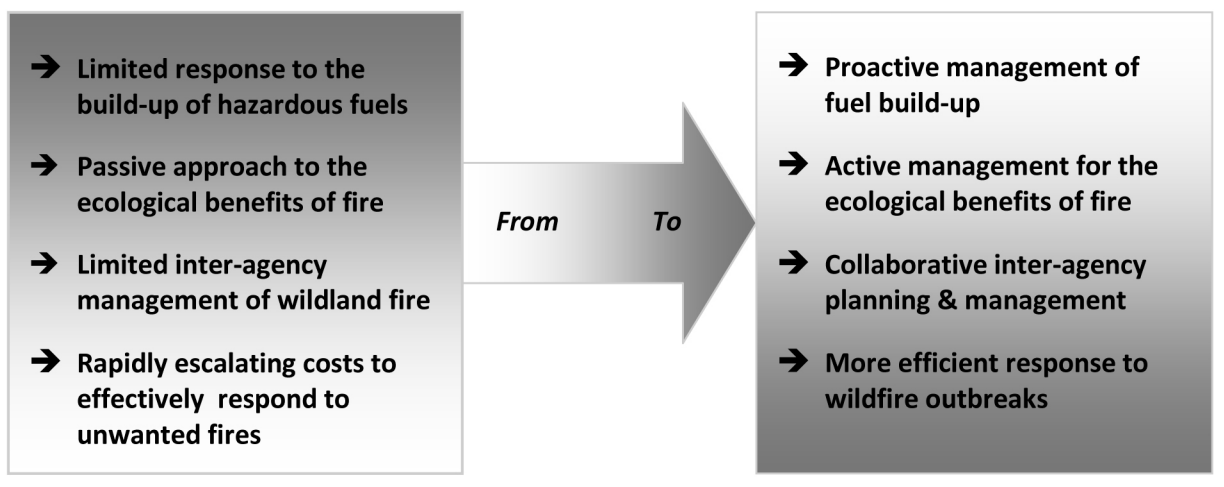 ➔ Limited response to the
build-up of hazardous fuels
➔ Passive approach to the
ecological benefits of fire
➔ Limited inter-agency
management of wildland fire
➔ Rapidly escalating costs to
effectively respond to
unwanted fires
From To
➔ Proactive management of
fuel build-up
➔ Active management for the
ecological benefits of fire
➔ Collaborative inter-agency
planning & management
➔ More efficient response to
wildfire outbreaks